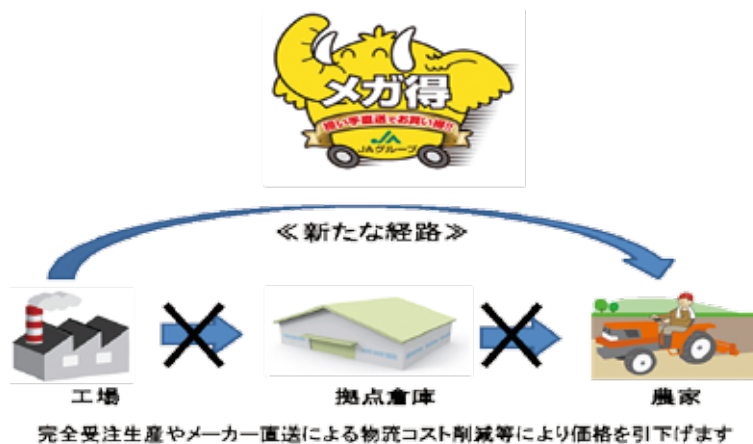 メガ得
担い手直送でお買い得!!
JA
JAグループ
≪新たな経路≫
工場
拠点倉庫
農家
完全受注生産やメーカー直送による物流コスト削減等により価格を引下げます